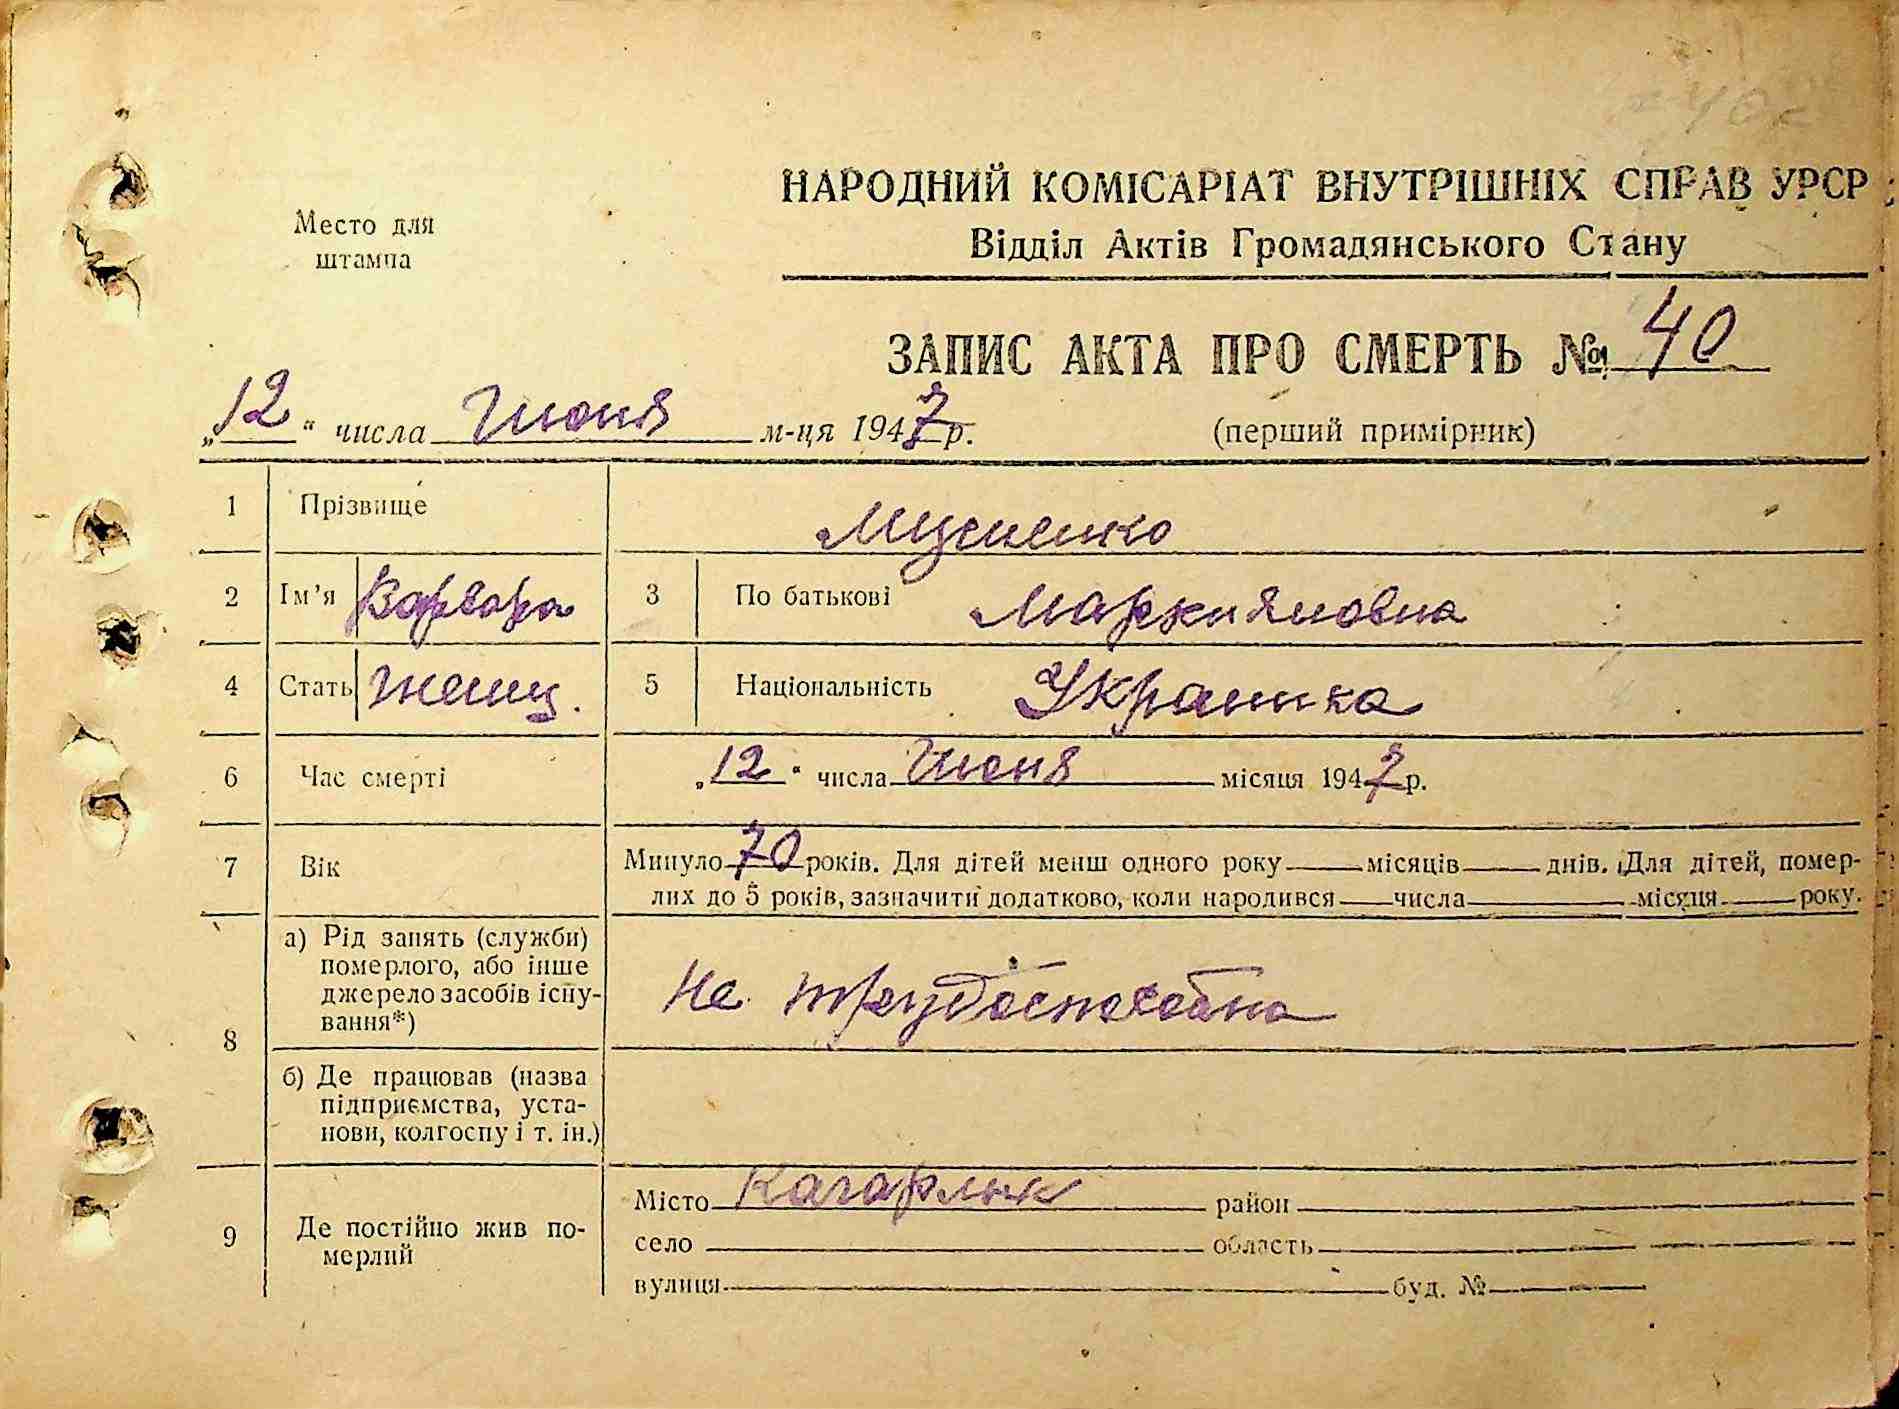 40
НАРОДНИЙ КОМІСАРІАТ ВНУТРІШНІХ СПРАВ УРСР
Место для штампа
Відділ Актів Громадянського Стану
ЗАПИС АКТА ПРО СМЕРТЬ № 40
„12“ числа Июня м-ця 1947 р.
(перший примірник)
1 Прізвище Мусиенко
2 Ім’я Варвара 3 По батькові Маркияновна
4 Стать женщ. 5 Національність Украинка
6 Час смерті „12“ числа Июня місяця 1947 р.
7 Вік Минуло 70 років. Для дітей менш одного року — місяців — днів. Для дітей, помер-
лих до 5 років, зазначити додатково, коли народився — числа — місяця — року.
8 а) Рід занять (служби)
померлого, або інше
джерело засобів існу-
вання*)
Не трудоспособна
б) Де працював (назва
підприємства, уста-
нови, колгоспу і т. ін.)
9 Де постійно жив по-
мерлий
Місто Кагарлык район
село область
вулиця буд. №